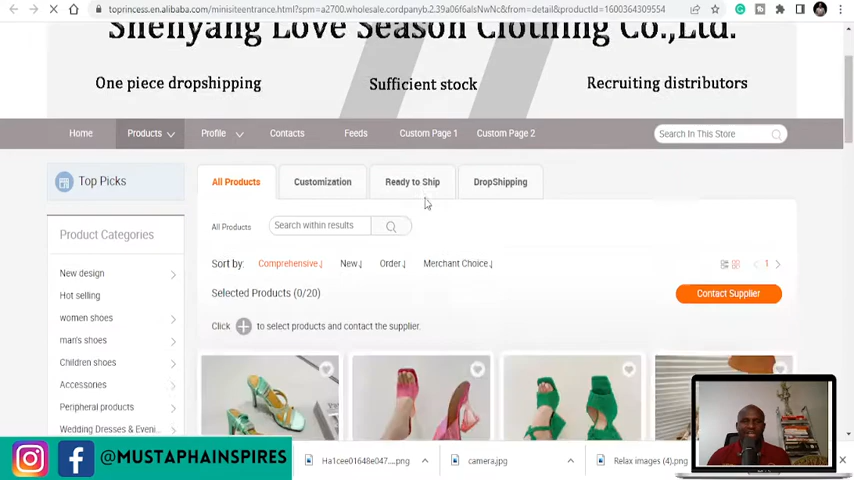 toprincess.en.alibaba.com/minisiteentrance.html?spm=a2700.wholesale.cordpanyb.2.39a06f6alsNwNc&from=detail&productId=1600364309554
Shenyang Love Season Clothing Co.,Ltd.
One piece dropshipping Sufficient stock Recruiting distributors
Home Products Profile Contacts Feeds Custom Page 1 Custom Page 2 Search In This Store
Top Picks
All Products Customization Ready to Ship DropShipping
All Products Search within results
Product Categories
Sort by: Comprehensive New Order Merchant Choice 1
Selected Products (0/20) Contact Supplier
Click to select products and contact the supplier.
New design
Hot selling
women shoes
man's shoes
Children shoes
Accessories
Peripheral products
Wedding Dresses & Eveni...
@MUSTAPHAINSPIRES
Ha1cee01648e047....png camera.jpg Relax images (4).png